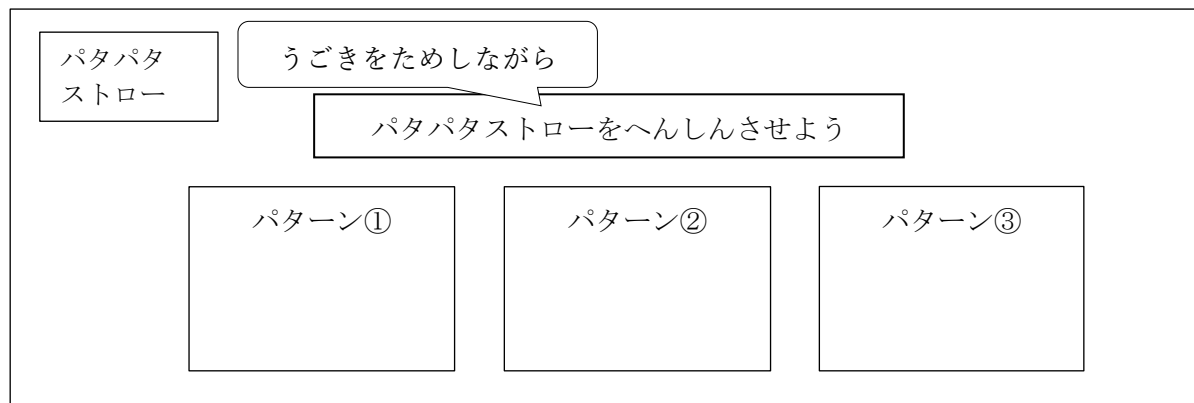 パタパタ
ストロー
うごきをためしながら
パタパタストローをへんしんさせよう
パターン①
パターン②
パターン③